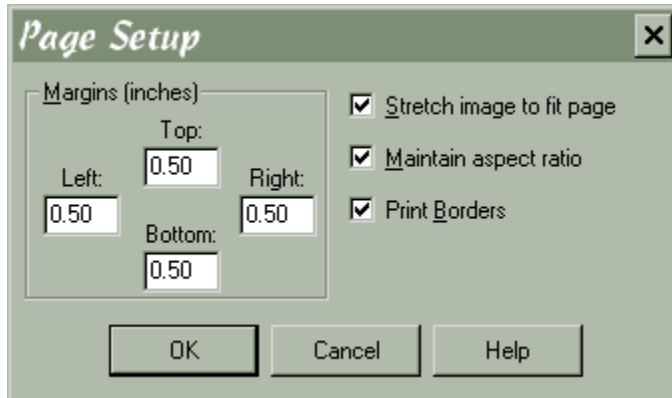 Page Setup
Margins (inches)
Top:
0.50
Left:
0.50
Right:
0.50
Bottom:
0.50
Stretch image to fit page
Maintain aspect ratio
Print Borders
OK
Cancel
Help